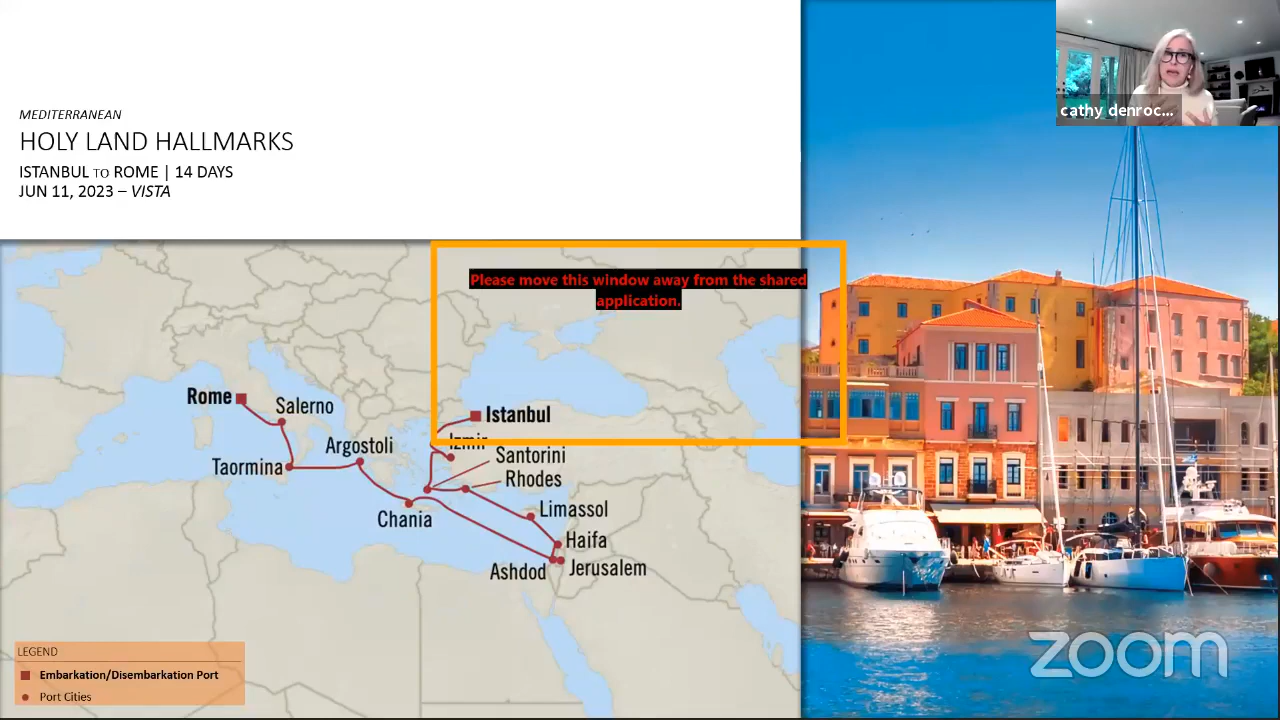 cathy denroc...
MEDITERRANEAN
HOLY LAND HALLMARKS
ISTANBUL TO ROME | 14 DAYS
JUN 11, 2023 – VISTA
Please move this window away from the shared
application.
Rome
Salerno
Istanbul
Izmir
Argostoli
Santorini
Taormina
Rhodes
Chania
Limassol
Haifa
Ashdod
Jerusalem
LEGEND
Embarkation/Disembarkation Port
Port Cities
zoom